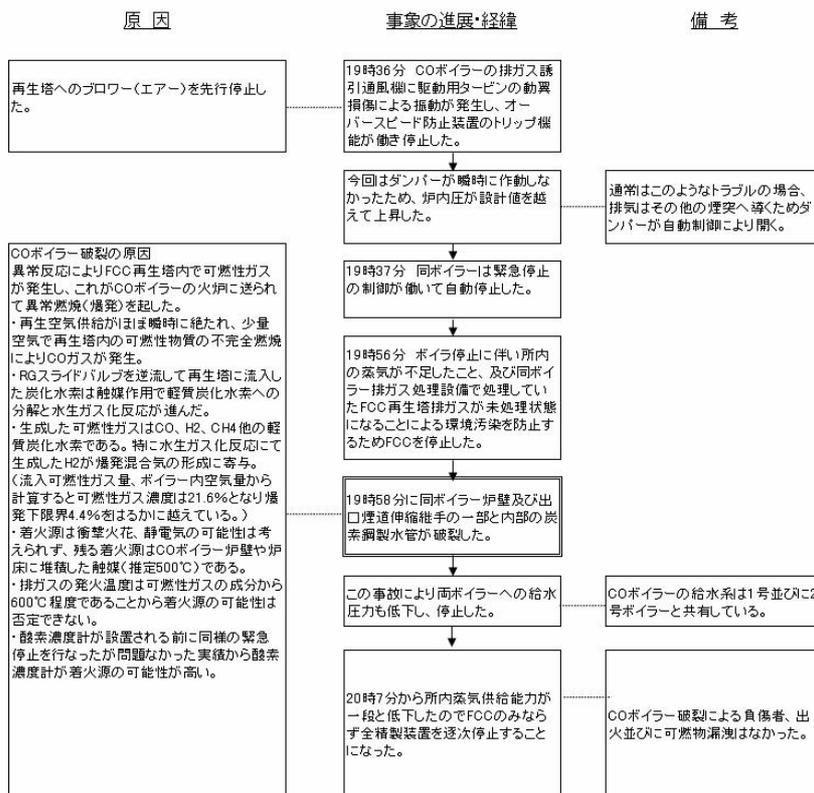 原 因
事象の進展・経緯
備 考
再生塔へのブロワー(エアー)を先行停止し
た。
19時36分 COボイラーの排ガス誘
引通風機に駆動用タービンの動翼
損傷による振動が発生し、オー
バースピード防止装置のトリップ機
能が働き停止した。
今回はダンパーが瞬時に作動しな
かったため、炉内圧が設計値を越
えて上昇した。
通常はこのようなトラブルの場合、
排気はその他の煙突へ導くためダ
ンパーが自動制御により開く。
19時37分 同ボイラーは緊急停止
の制御が働いて自動停止した。
19時56分 ボイラ停止に伴い所内
の蒸気が不足したこと、及び同ボイ
ラー排ガス処理設備で処理してい
たFCC再生塔排ガスが未処理状態
になることによる環境汚染を防止す
るためFCCを停止した。
COボイラー破裂の原因
異常反応によりFCC再生塔内で可燃性ガス
が発生し、これがCOボイラーの火炉に送られ
て異常燃焼(爆発)を起した。
・再生空気供給がほぼ瞬時に絶たれ、少量
空気で再生塔内の可燃性物質の不完全燃焼
によりCOガスが発生。
・RGスライドバルブを逆流して再生塔に流入し
た炭化水素は触媒作用で軽質炭化水素への
分解と水生ガス化反応が進んだ。
・生成した可燃性ガスはCO、H2、CH4他の軽
質炭化水素である。特に水生ガス化反応にて
生成したH2が爆発混合気の形成に寄与。
(流入可燃性ガス量、ボイラー内空気量から
計算すると可燃性ガス濃度は21.6%となり爆
発下限界4.4%をはるかに越えている。)
・着火源は衝撃火花、静電気の可能性は考
えられず、残る着火源はCOボイラー炉壁や炉
床に堆積した触媒(推定500℃)である。
・排ガスの発火温度は可燃性ガスの成分から
600℃程度であることから着火源の可能性は
否定できない。
・酸素濃度計が設置される前に同様の緊急
停止を行なったが問題なかった実績から酸素
濃度計が着火源の可能性が高い。
19時58分に同ボイラー炉壁及び出
口煙道伸縮継手の一部と内部の炭
素鋼製水管が破裂した。
この事故により両ボイラーへの給水
圧力も低下し、停止した。
COボイラーの給水系は1号並びに2
号ボイラーと共有している。
20時7分から所内蒸気供給能力が
一段と低下したのでFCCのみなら
ず全精製装置を逐次停止すること
になった。
COボイラー破裂による負傷者、出
火並びに可燃物漏洩はなかった。